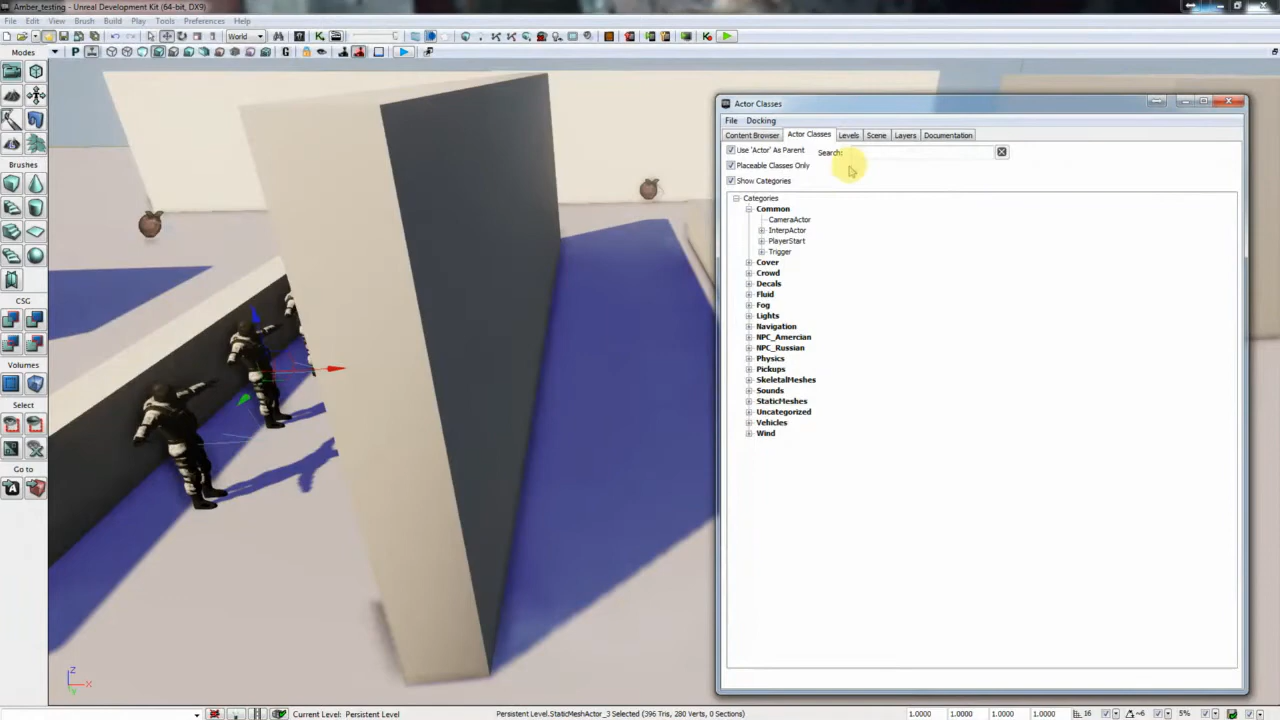 Amber_testing - Unreal Development Kit (64-bit, DX9)
File Edit View Brush Build Play Tools Preferences Help
World
P G
Modes
Brushes
CSG
Volumes
Select
Go to
Actor Classes
File Docking
Content Browser Actor Classes Levels Scene Layers Documentation
Use 'Actor' As Parent Search:
Placeable Classes Only
Show Categories
Categories
Common
CameraActor
InterpActor
PlayerStart
Trigger
Cover
Crowd
Decals
Fluid
Fog
Lights
Navigation
NPC_Amercian
NPC_Russian
Physics
Pickups
SkeletalMeshes
Sounds
StaticMeshes
Uncategorized
Vehicles
Wind
Z
X
Y
Current Level: Persistent Level Persistent Level.StaticMeshActor_3 Selected (396 Tris, 280 Verts, 0 Sections) 1.0000 1.0000 1.0000 1.0000 16 ~6 5%